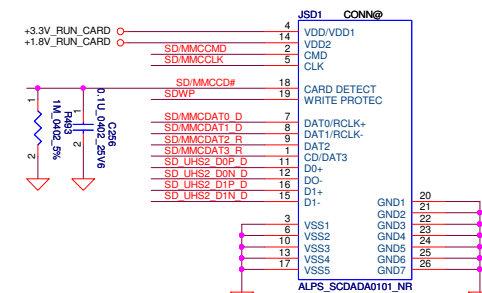 JSD1 CONN@
+3.3V_RUN_CARD 4 VDD/VDD1
+1.8V_RUN_CARD 14 VDD2
SD/MMCCMD 2 CMD
SD/MMCCLK 5 CLK
SD/MMCCD# 18 CARD DETECT
SDWP 19 WRITE PROTEC
SD/MMCDAT0_D 7 DAT0/RCLK+
SD/MMCDAT1_D 8 DAT1/RCLK-
SD/MMCDAT2_R 9 DAT2
SD/MMCDAT3_R 1 CD/DAT3
SD_UHS2_D0P_D 11 D0+
SD_UHS2_D0N_D 12 DO-
SD_UHS2_D1P_D 16 D1+
SD_UHS2_D1N_D 15 D1-
1 2
R493
1M_0402_5%
1 2
C256
0.1U_0402_25V6
3 VSS1
6 VSS2
10 VSS3
13 VSS4
17 VSS5
GND1 20
GND2 21
GND3 22
GND4 23
GND5 24
GND6 25
GND7 26
ALPS_SCDADA0101_NR